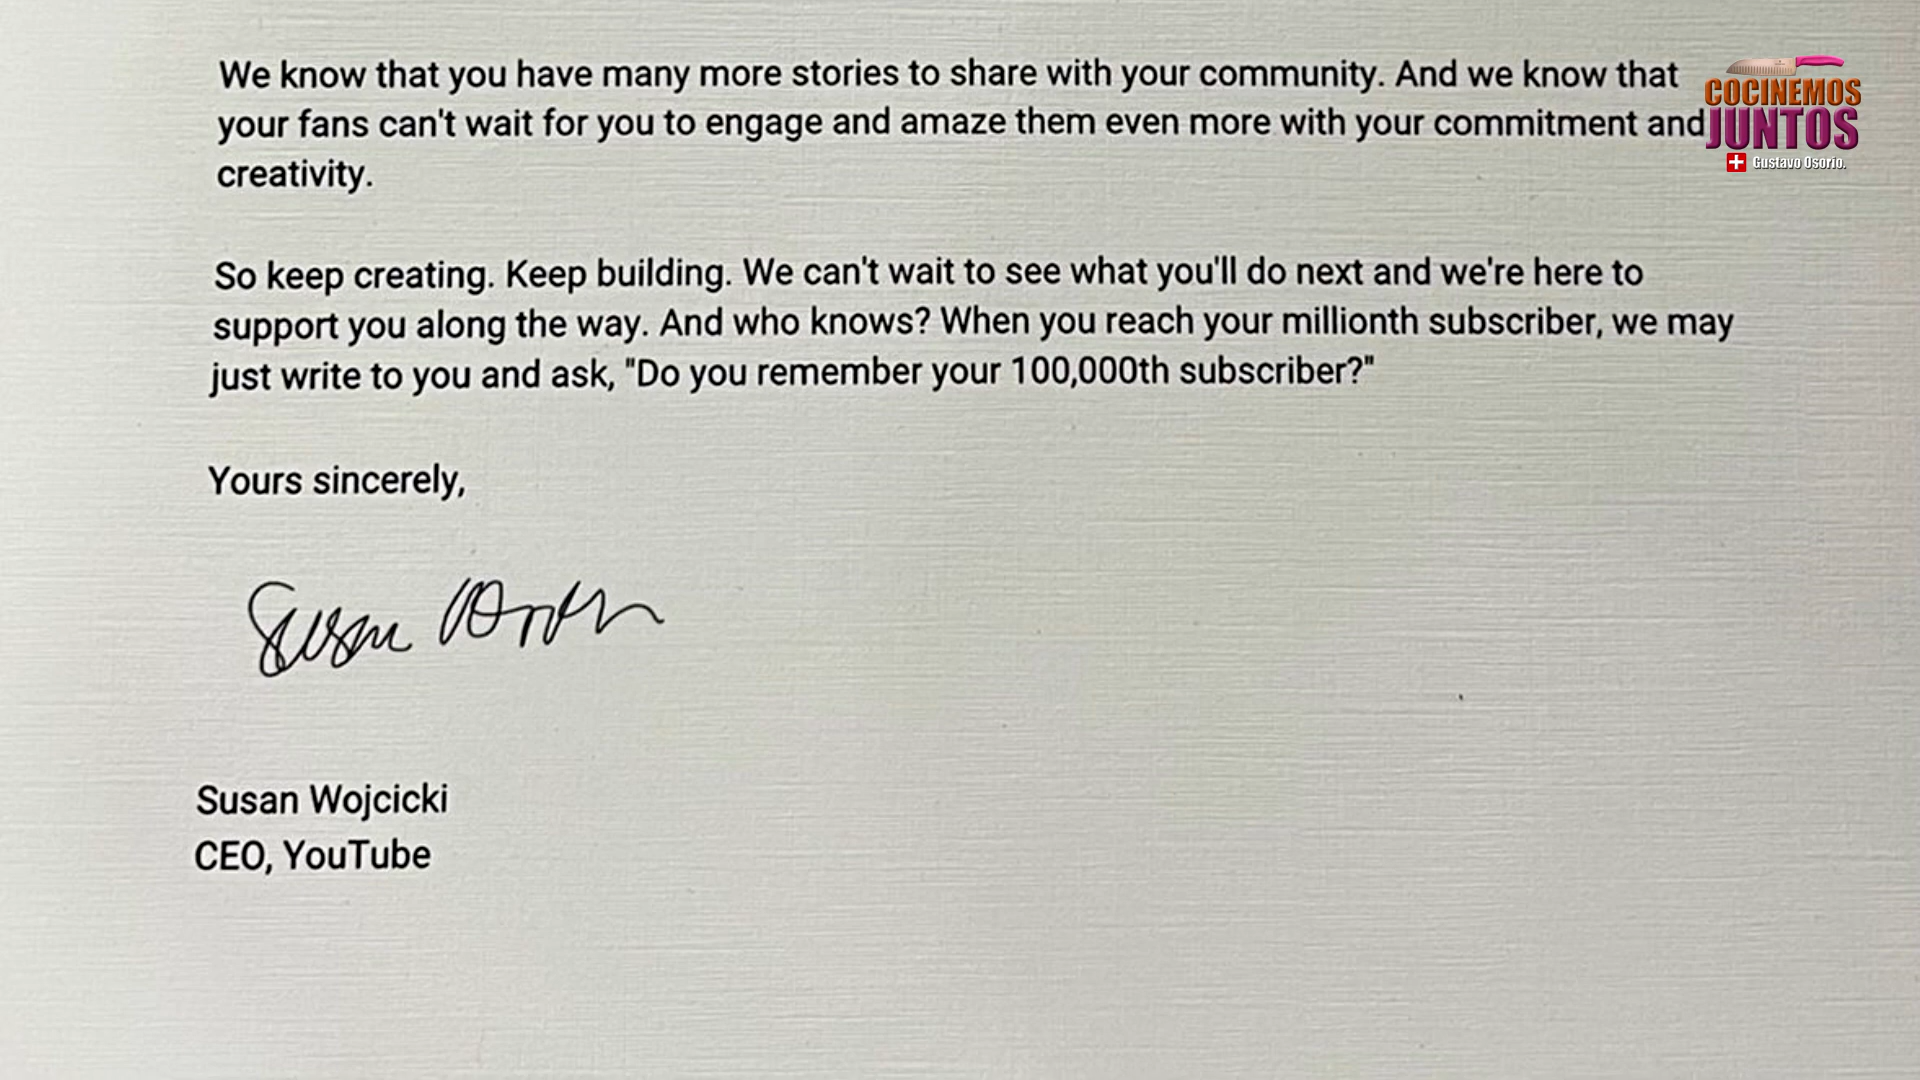 We know that you have many more stories to share with your community. And we know that
your fans can't wait for you to engage and amaze them even more with your commitment and
creativity.
So keep creating. Keep building. We can't wait to see what you'll do next and we're here to
support you along the way. And who knows? When you reach your millionth subscriber, we may
just write to you and ask, "Do you remember your 100,000th subscriber?"
Yours sincerely,
Susan
Susan Wojcicki
CEO, YouTube
COCINEMOS
JUNTOS
Gustavo Osorio.